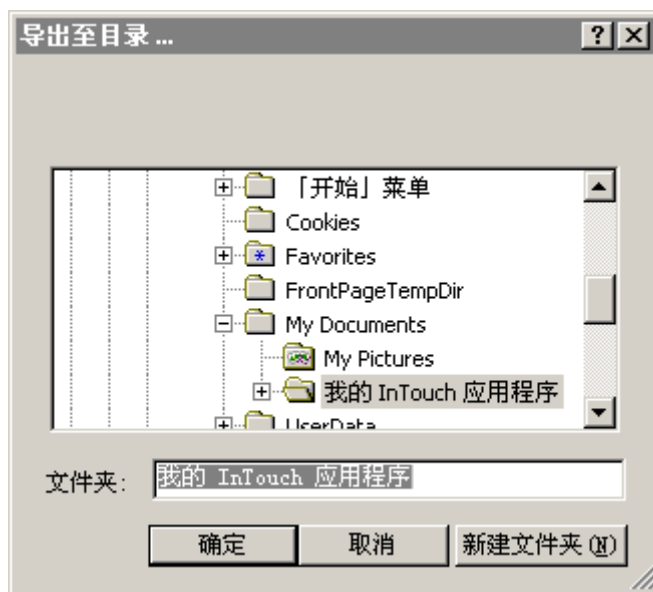 导出至目录 ...
「开始」菜单
Cookies
Favorites
FrontPageTempDir
My Documents
My Pictures
我的 InTouch 应用程序
UserData
文件夹: 我的 InTouch 应用程序
确定 取消 新建文件夹(N)